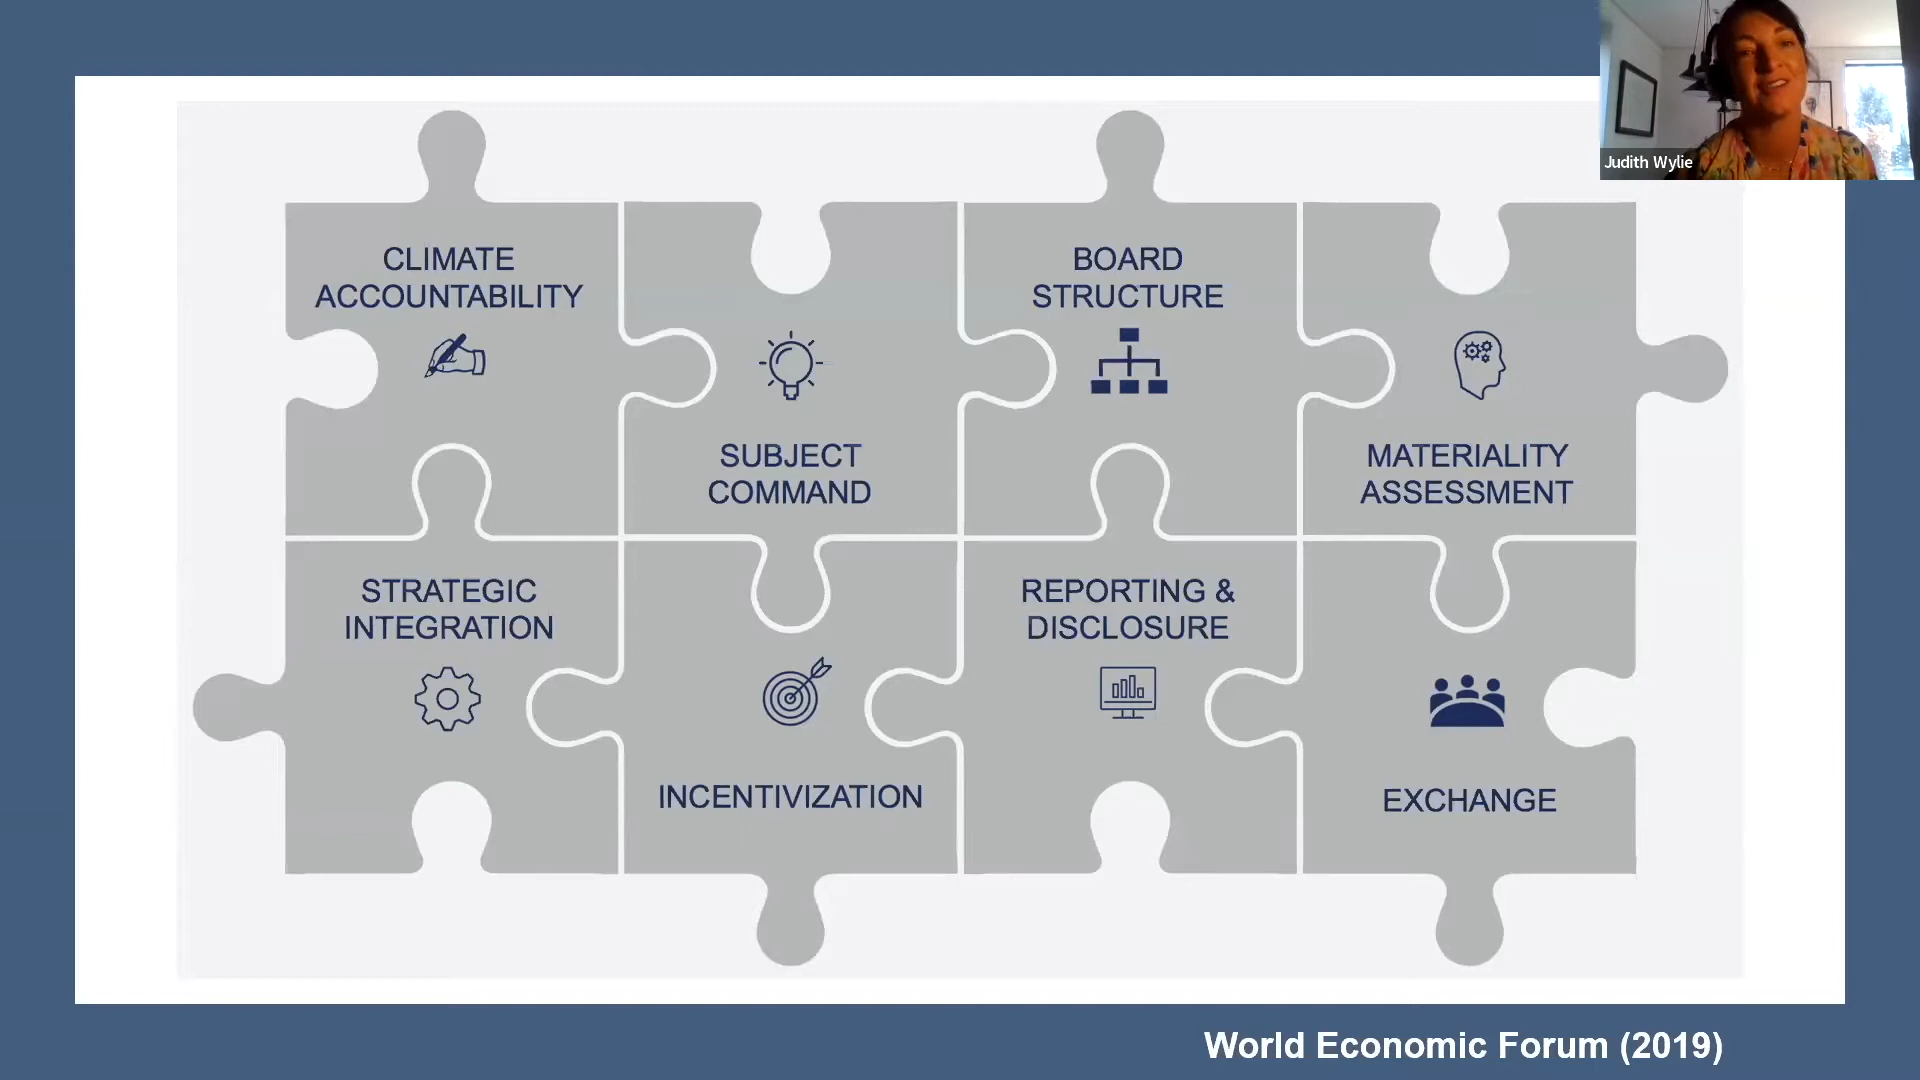 Judith Wylie
CLIMATE
ACCOUNTABILITY
SUBJECT
COMMAND
BOARD
STRUCTURE
MATERIALITY
ASSESSMENT
STRATEGIC
INTEGRATION
INCENTIVIZATION
REPORTING &
DISCLOSURE
EXCHANGE
World Economic Forum (2019)